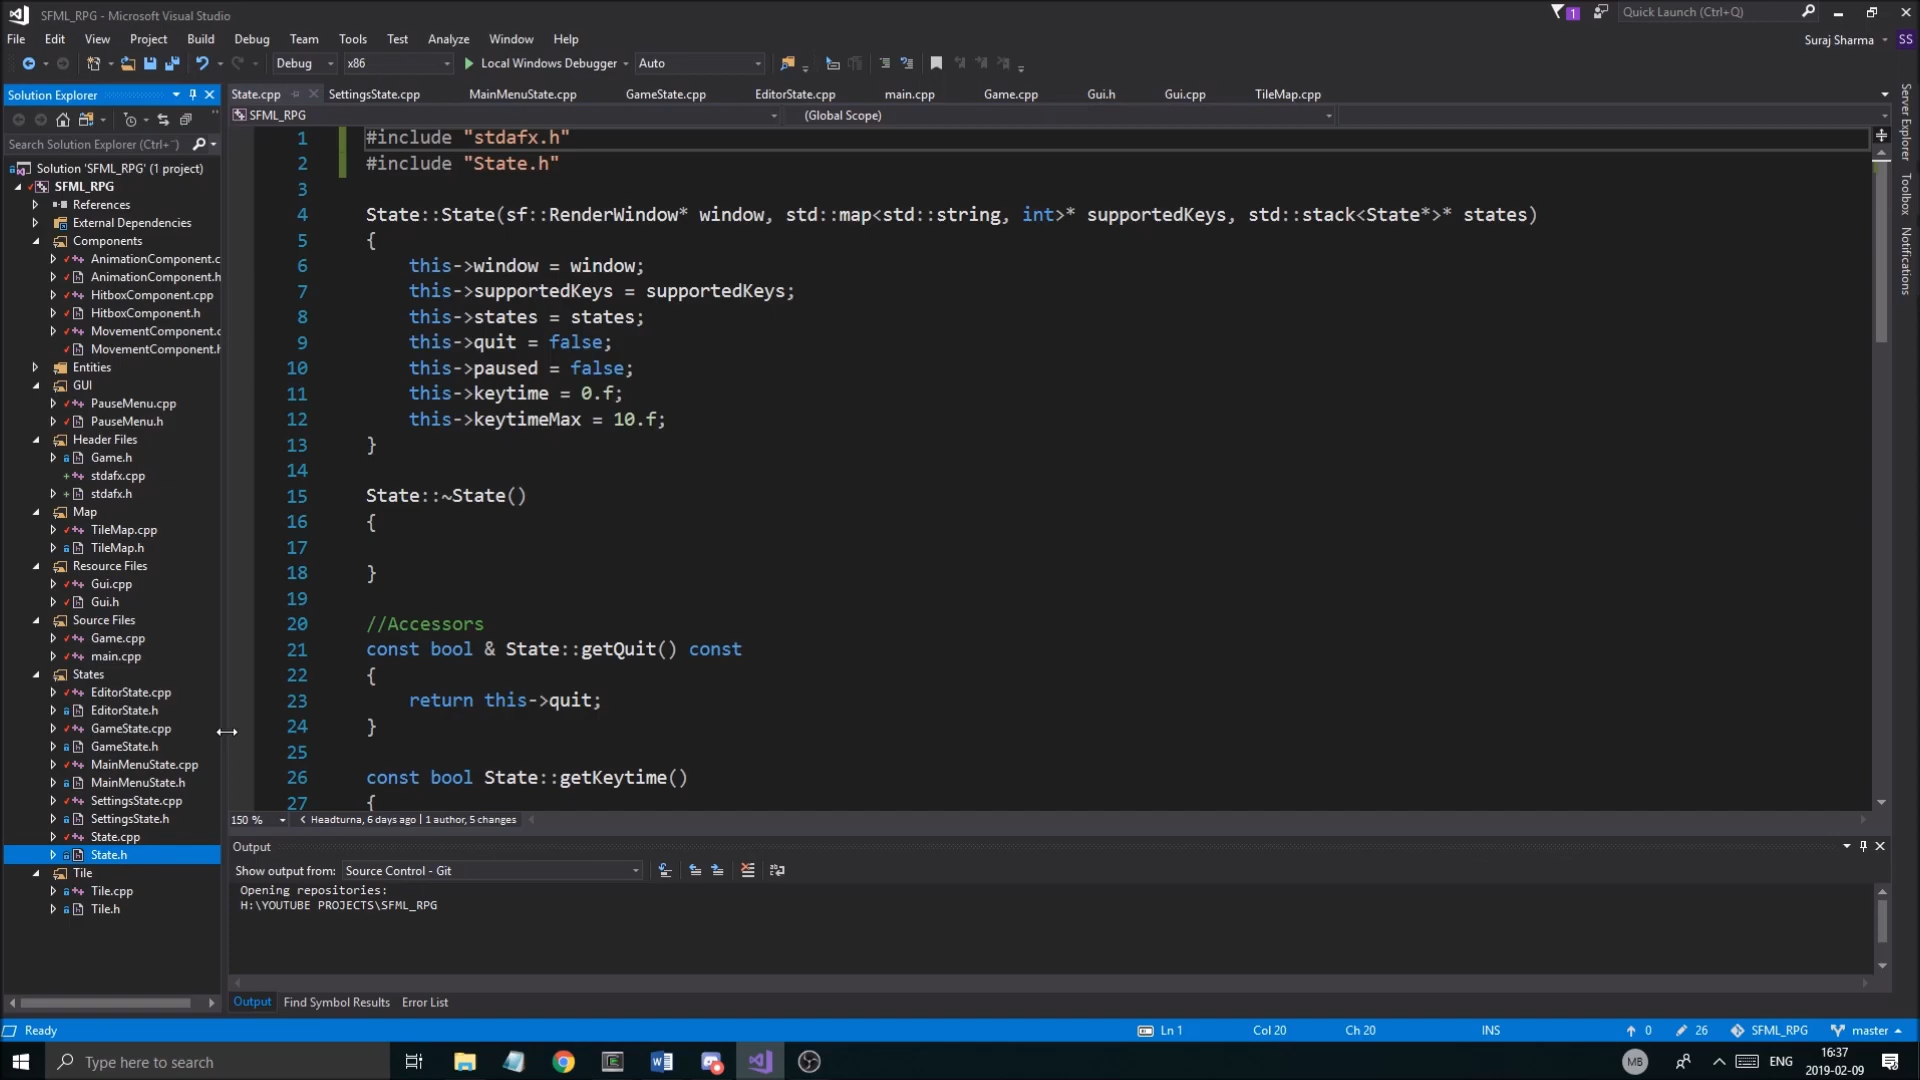 SFML_RPG - Microsoft Visual Studio
1
Quick Launch (Ctrl+Q)
File Edit View Project Build Debug Team Tools Test Analyze Window Help
Suraj Sharma SS
Debug x86 Local Windows Debugger Auto
Solution Explorer
Search Solution Explorer (Ctrl+¨)
Solution 'SFML_RPG' (1 project)
SFML_RPG
References
External Dependencies
Components
AnimationComponent.c
AnimationComponent.h
HitboxComponent.cpp
HitboxComponent.h
MovementComponent.c
MovementComponent.h
Entities
GUI
PauseMenu.cpp
PauseMenu.h
Header Files
Game.h
stdafx.cpp
stdafx.h
Map
TileMap.cpp
TileMap.h
Resource Files
Gui.cpp
Gui.h
Source Files
Game.cpp
main.cpp
States
EditorState.cpp
EditorState.h
GameState.cpp
GameState.h
MainMenuState.cpp
MainMenuState.h
SettingsState.cpp
SettingsState.h
State.cpp
State.h
Tile
Tile.cpp
Tile.h
State.cpp SettingsState.cpp MainMenuState.cpp GameState.cpp EditorState.cpp main.cpp Game.cpp Gui.h Gui.cpp TileMap.cpp
SFML_RPG (Global Scope)
1 #include "stdafx.h"
2 #include "State.h"
3
4 State::State(sf::RenderWindow* window, std::map<std::string, int>* supportedKeys, std::stack<State*>* states)
5 {
6 this->window = window;
7 this->supportedKeys = supportedKeys;
8 this->states = states;
9 this->quit = false;
10 this->paused = false;
11 this->keytime = 0.f;
12 this->keytimeMax = 10.f;
13 }
14
15 State::~State()
16 {
17
18 }
19
20 //Accessors
21 const bool & State::getQuit() const
22 {
23 return this->quit;
24 }
25
26 const bool State::getKeytime()
27 {
150 % Headturna, 6 days ago | 1 author, 5 changes
Output
Show output from: Source Control - Git
Opening repositories:
H:\YOUTUBE PROJECTS\SFML_RPG
Output Find Symbol Results Error List
Server Explorer
Toolbox
Notifications
Ready Ln 1 Col 20 Ch 20 INS 0 26 SFML_RPG master
Type here to search
MB
ENG
16:37
2019-02-09